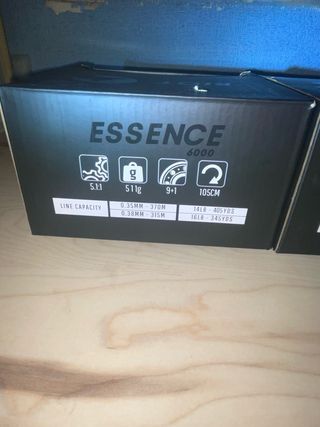 ESSENCE
6000
g
5.1:1 511g 9+1 105CM
LINE CAPACITY 0.35MM - 370M 14LB - 405YDS
0.38MM - 315M 16LB - 345YDS